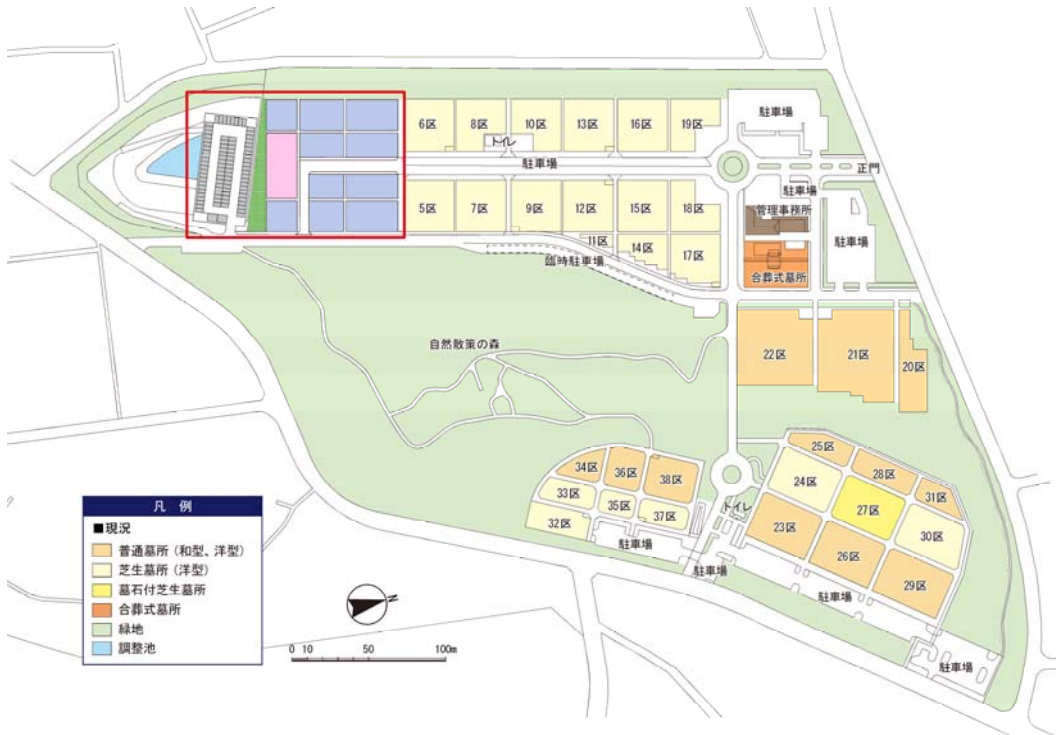 6区
8区
10区
13区
16区
19区
駐車場
トイレ
駐車場
正門
駐車場
管理事務所
5区
7区
9区
12区
15区
18区
11区
14区
17区
駐車場
臨時駐車場
合葬式墓所
自然散策の森
22区
21区
20区
34区
36区
38区
33区
35区
37区
32区
駐車場
25区
28区
31区
24区
27区
30区
トイレ
23区
26区
29区
駐車場
駐車場
駐車場
凡 例
■現況
普通墓所（和型、洋型）
芝生墓所（洋型）
墓石付芝生墓所
合葬式墓所
緑地
調整池
N
0 10 50 100m